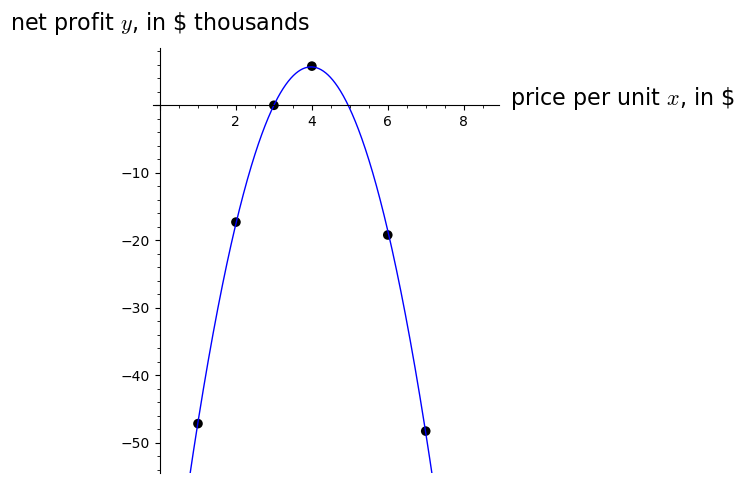 net profit y, in $ thousands
price per unit x, in $
2 4 6 8
−10
−20
−30
−40
−50